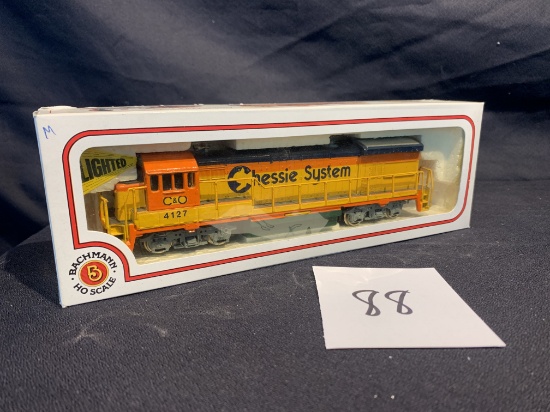 M
LIGHTED
Chessie System
C&O
4127
BACHMANN
HO SCALE
88